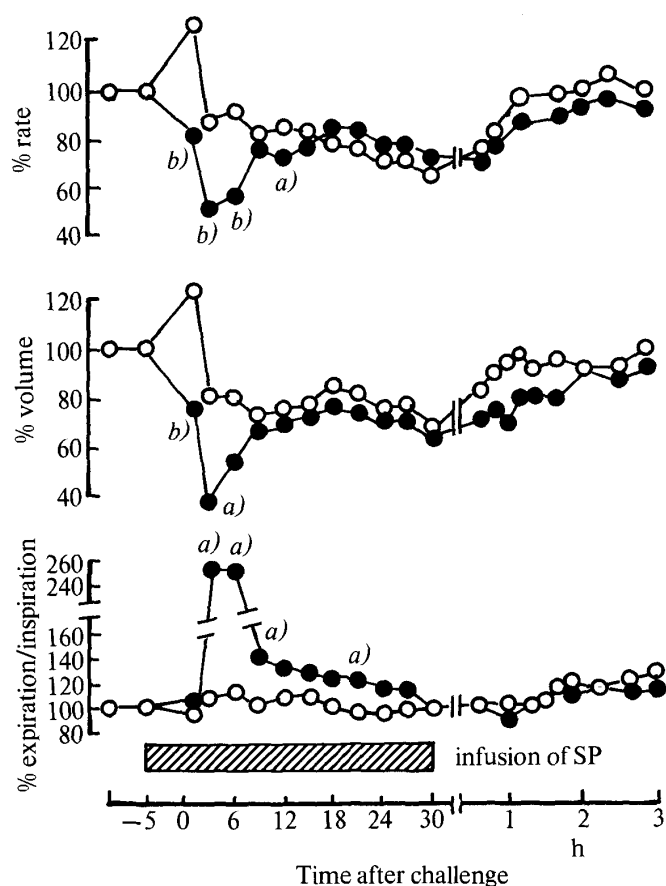 120
100
80
60
40
% rate
b)
b)
b)
a)
120
100
80
60
40
% volume
b)
a)
260
240
160
140
120
100
80
% expiration/inspiration
a) a)
a)
a)
infusion of SP
−5 0 6 12 18 24 30 1 2 3
h
Time after challenge